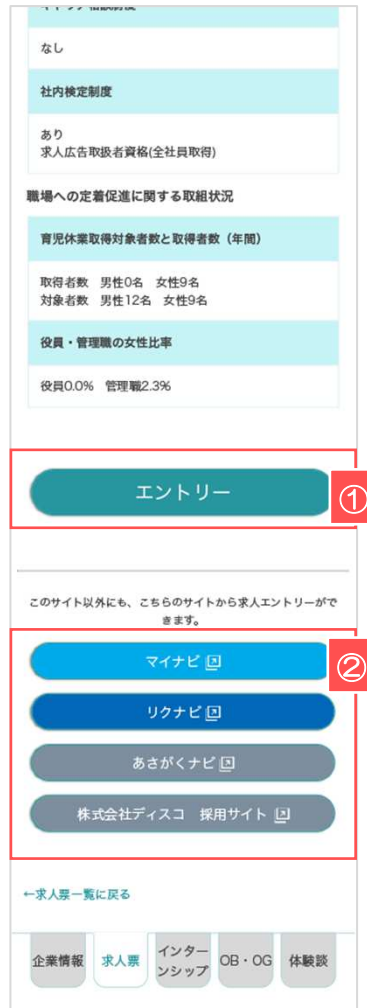 なし
社内検定制度
あり
求人広告取扱者資格(全社員取得)
職場への定着促進に関する取組状況
育児休業取得対象者数と取得者数（年間）
取得者数　男性0名　女性9名
対象者数　男性12名　女性9名
役員・管理職の女性比率
役員0.0%　管理職2.3%
エントリー
①
このサイト以外にも、こちらのサイトから求人エントリーがで
きます。
マイナビ
②
リクナビ
あさがくナビ
株式会社ディスコ　採用サイト
←求人票一覧に戻る
企業情報
求人票
インター
ンシップ
OB・OG
体験談